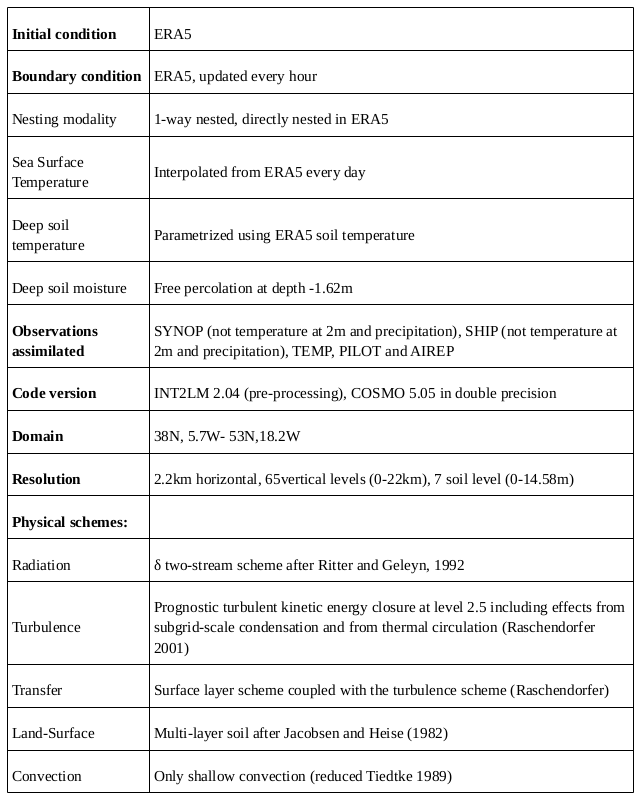 Initial condition
ERA5
Boundary condition
ERA5, updated every hour
Nesting modality
1-way nested, directly nested in ERA5
Sea Surface
Temperature
Interpolated from ERA5 every day
Deep soil
temperature
Parametrized using ERA5 soil temperature
Deep soil moisture
Free percolation at depth -1.62m
Observations
assimilated
SYNOP (not temperature at 2m and precipitation), SHIP (not temperature at
2m and precipitation), TEMP, PILOT and AIREP
Code version
INT2LM 2.04 (pre-processing), COSMO 5.05 in double precision
Domain
38N, 5.7W- 53N,18.2W
Resolution
2.2km horizontal, 65vertical levels (0-22km), 7 soil level (0-14.58m)
Physical schemes:
Radiation
δ two-stream scheme after Ritter and Geleyn, 1992
Turbulence
Prognostic turbulent kinetic energy closure at level 2.5 including effects from
subgrid-scale condensation and from thermal circulation (Raschendorfer
2001)
Transfer
Surface layer scheme coupled with the turbulence scheme (Raschendorfer)
Land-Surface
Multi-layer soil after Jacobsen and Heise (1982)
Convection
Only shallow convection (reduced Tiedtke 1989)